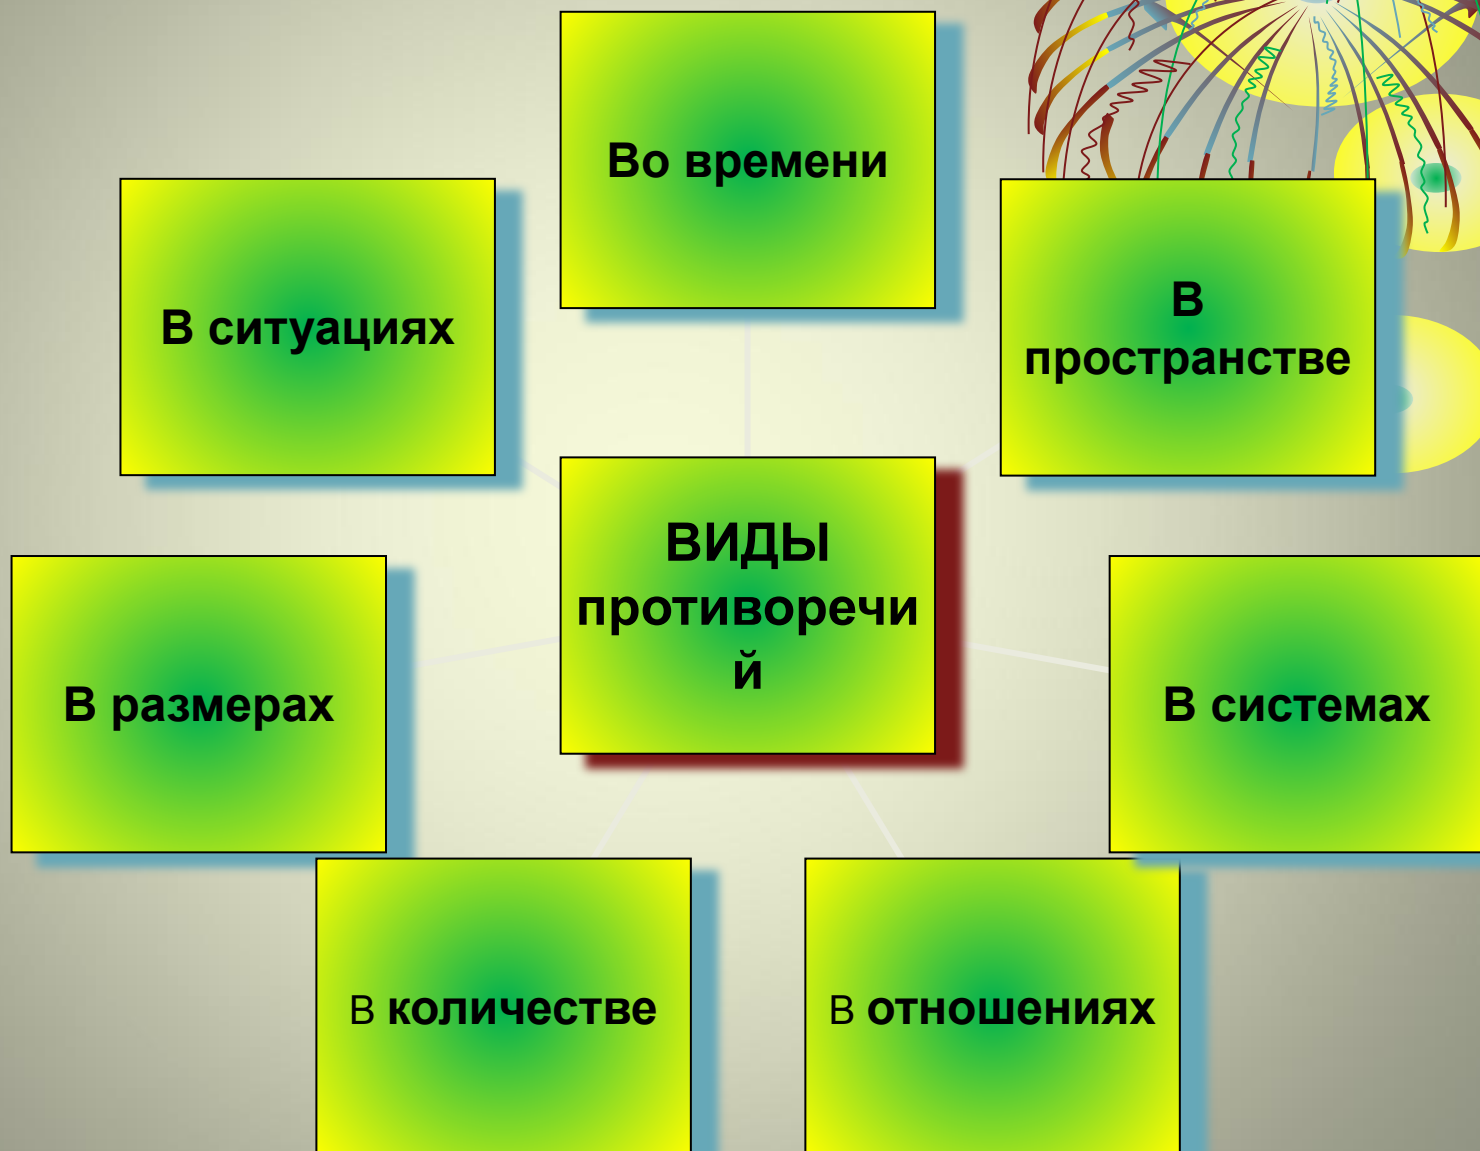 Во времени
В ситуациях
В
пространстве
ВИДЫ
противоречи
й
В размерах
В системах
В количестве
В отношениях